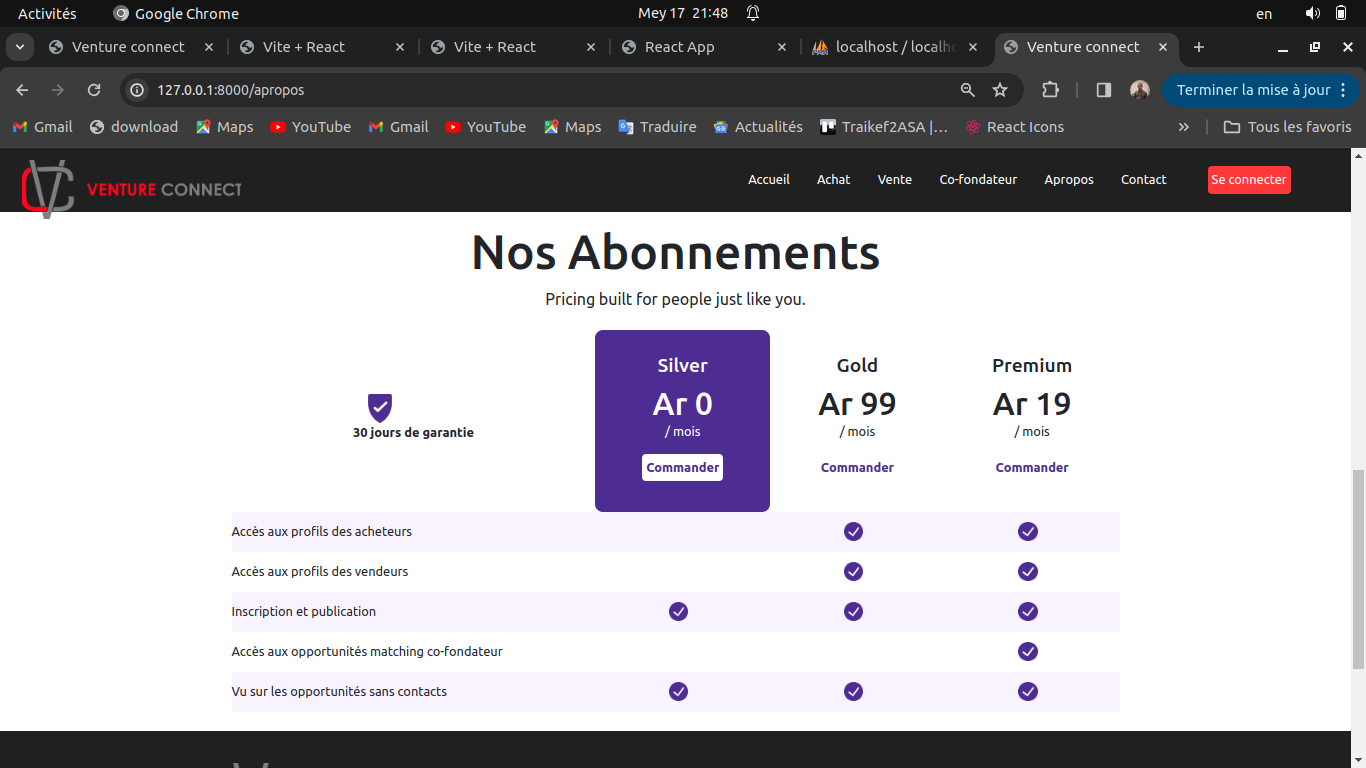 Activités Google Chrome Mey 17 21:48 en
Venture connect Vite + React Vite + React React App localhost / localh Venture connect
127.0.0.1:8000/apropos Terminer la mise à jour
Gmail download Maps YouTube Gmail YouTube Maps Traduire Actualités Traikef2ASA |… React Icons » Tous les favoris
VENTURE CONNECT Accueil Achat Vente Co-fondateur Apropos Contact Se connecter
Nos Abonnements
Pricing built for people just like you.
30 jours de garantie
Silver
Ar 0
/ mois
Commander
Gold
Ar 99
/ mois
Commander
Premium
Ar 19
/ mois
Commander
Accès aux profils des acheteurs
Accès aux profils des vendeurs
Inscription et publication
Accès aux opportunités matching co-fondateur
Vu sur les opportunités sans contacts